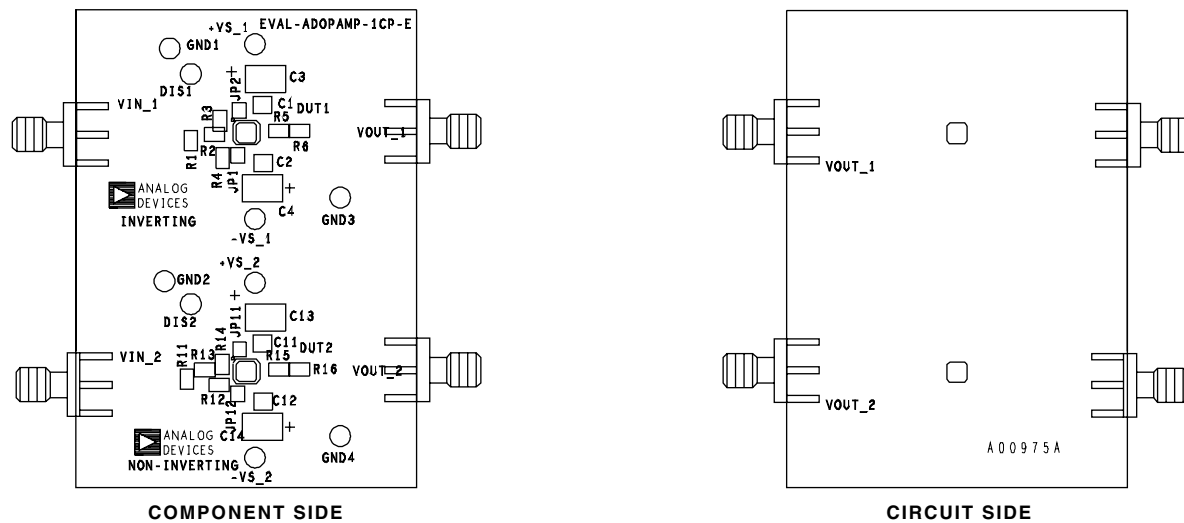 +VS_1 EVAL-ADOPAMP-1CP-E
GND1
DIS1
+
JP2
C3
VIN_1
R3
C1
DUT1
R5
VOUT_1
R6
R1
R2
R4
JP1
C2
ANALOG
DEVICES
INVERTING
+
C4
GND3
-VS_1
+VS_2
GND2
+
DIS2
JP11
C13
VIN_2
R11
R13
R14
C11
DUT2
R15
R16
VOUT_2
R12
JP12
C12
ANALOG
DEVICES
NON-INVERTING
C14
+
GND4
-VS_2
COMPONENT SIDE
VOUT_1
VOUT_2
A00975A
CIRCUIT SIDE